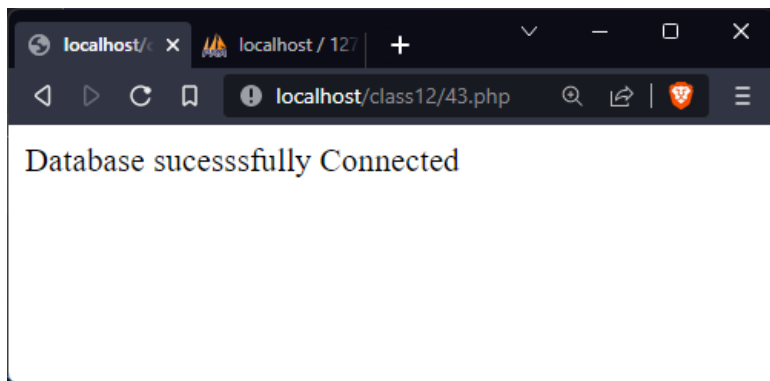 localhost/c
localhost / 127
localhost/class12/43.php
Database sucesssfully Connected